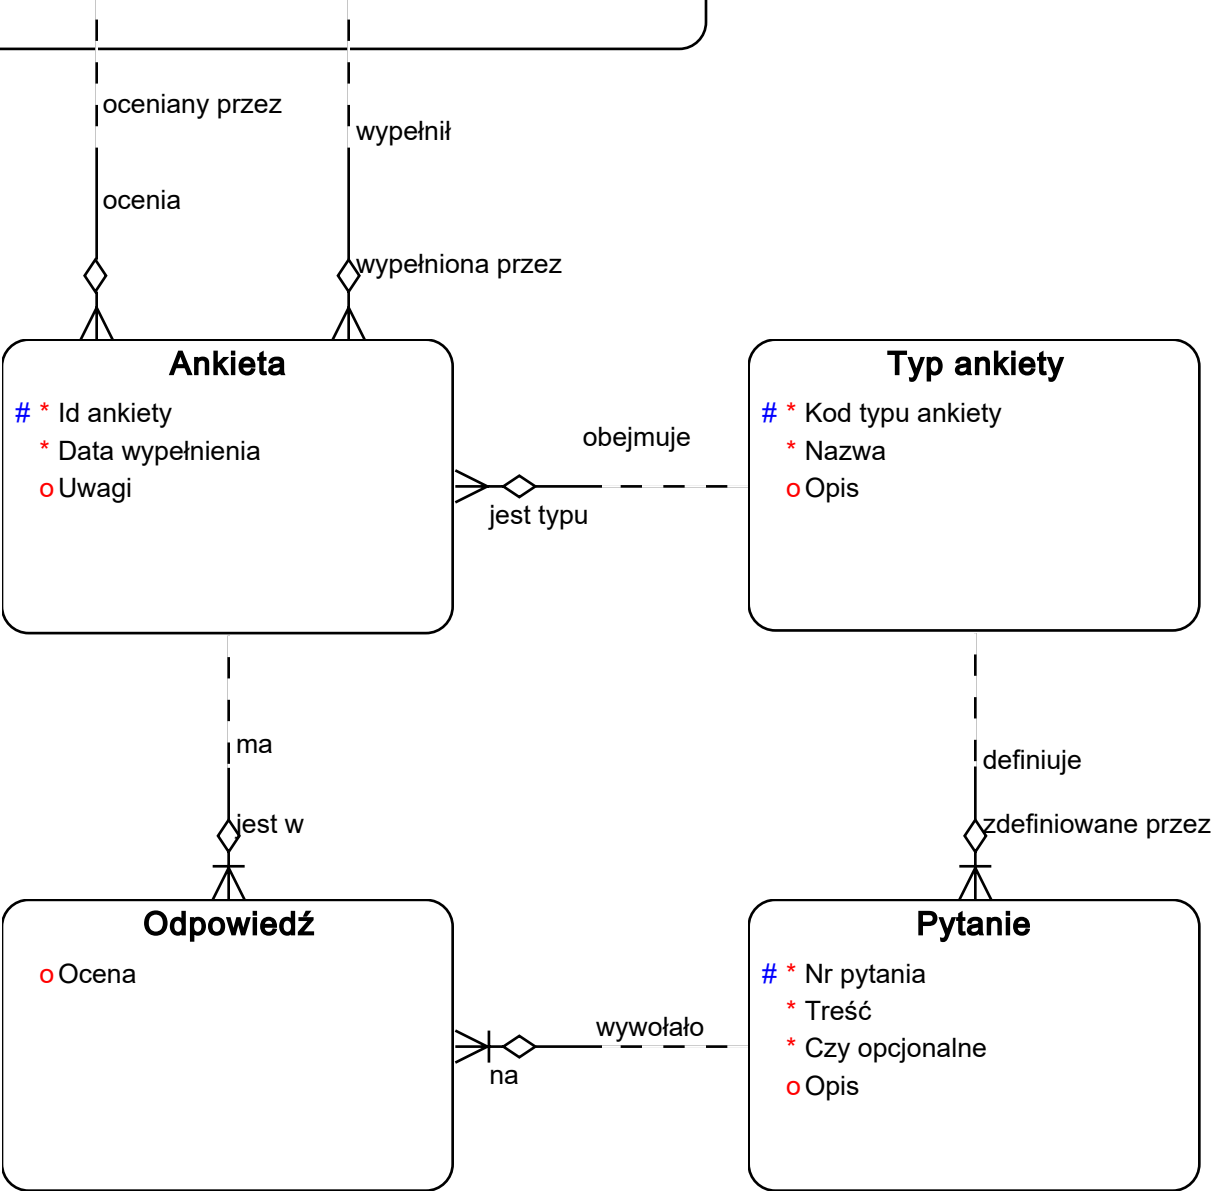 oceniany przez
wypełnił
ocenia
wypełniona przez
Ankieta
# * Id ankiety
* Data wypełnienia
o Uwagi
obejmuje
jest typu
Typ ankiety
# * Kod typu ankiety
* Nazwa
o Opis
ma
jest w
definiuje
zdefiniowane przez
Odpowiedź
o Ocena
wywołało
na
Pytanie
# * Nr pytania
* Treść
* Czy opcjonalne
o Opis